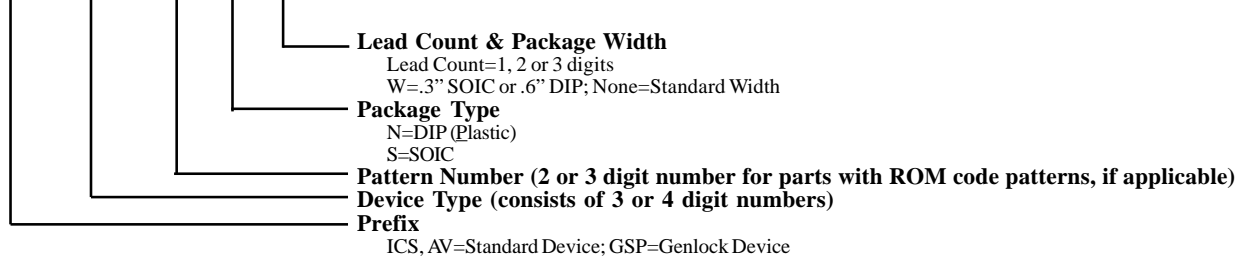 Lead Count & Package Width
Lead Count=1, 2 or 3 digits
W=.3” SOIC or .6” DIP; None=Standard Width
Package Type
N=DIP (Plastic)
S=SOIC
Pattern Number (2 or 3 digit number for parts with ROM code patterns, if applicable)
Device Type (consists of 3 or 4 digit numbers)
Prefix
ICS, AV=Standard Device; GSP=Genlock Device